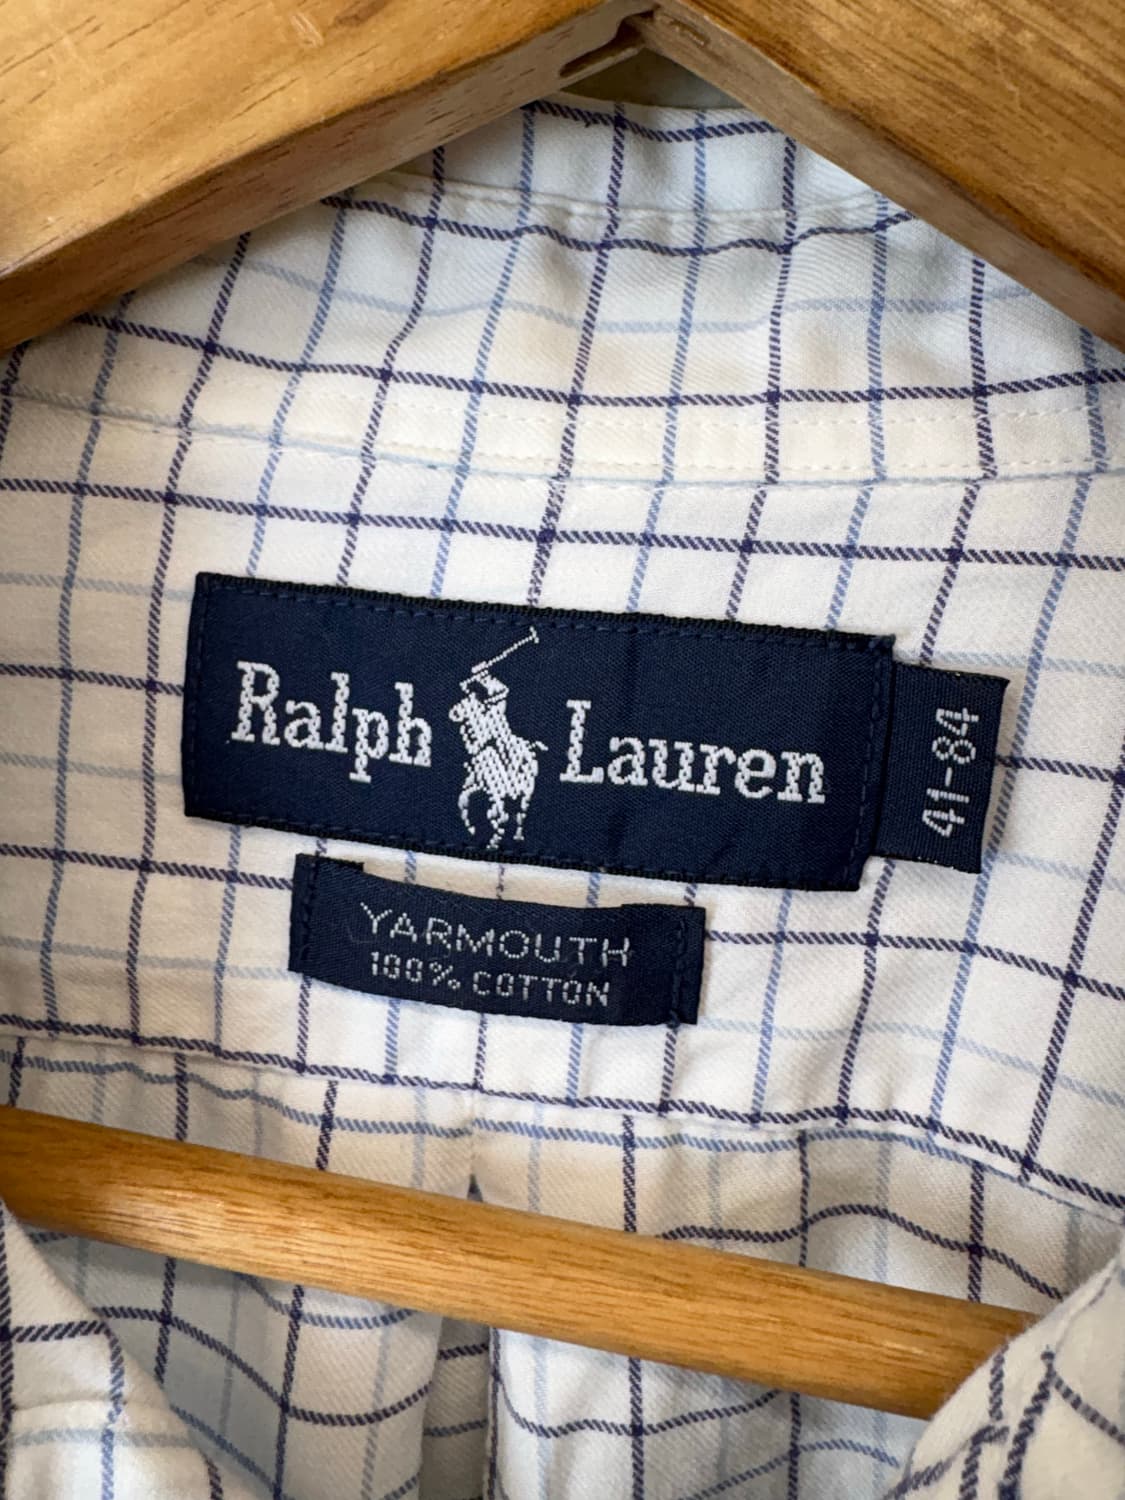 Ralph Lauren
41-84
YARMOUTH
100% COTTON